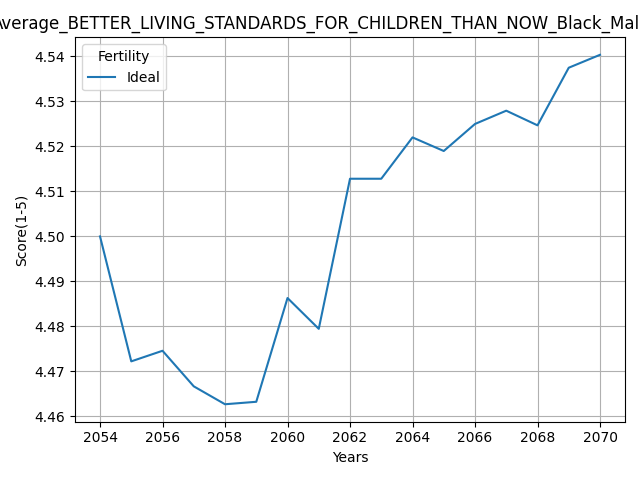 Average_BETTER_LIVING_STANDARDS_FOR_CHILDREN_THAN_NOW_Black_Mal
Fertility
Ideal
4.54
4.53
4.52
4.51
4.50
4.49
4.48
4.47
4.46
Score(1-5)
2054 2056 2058 2060 2062 2064 2066 2068 2070
Years